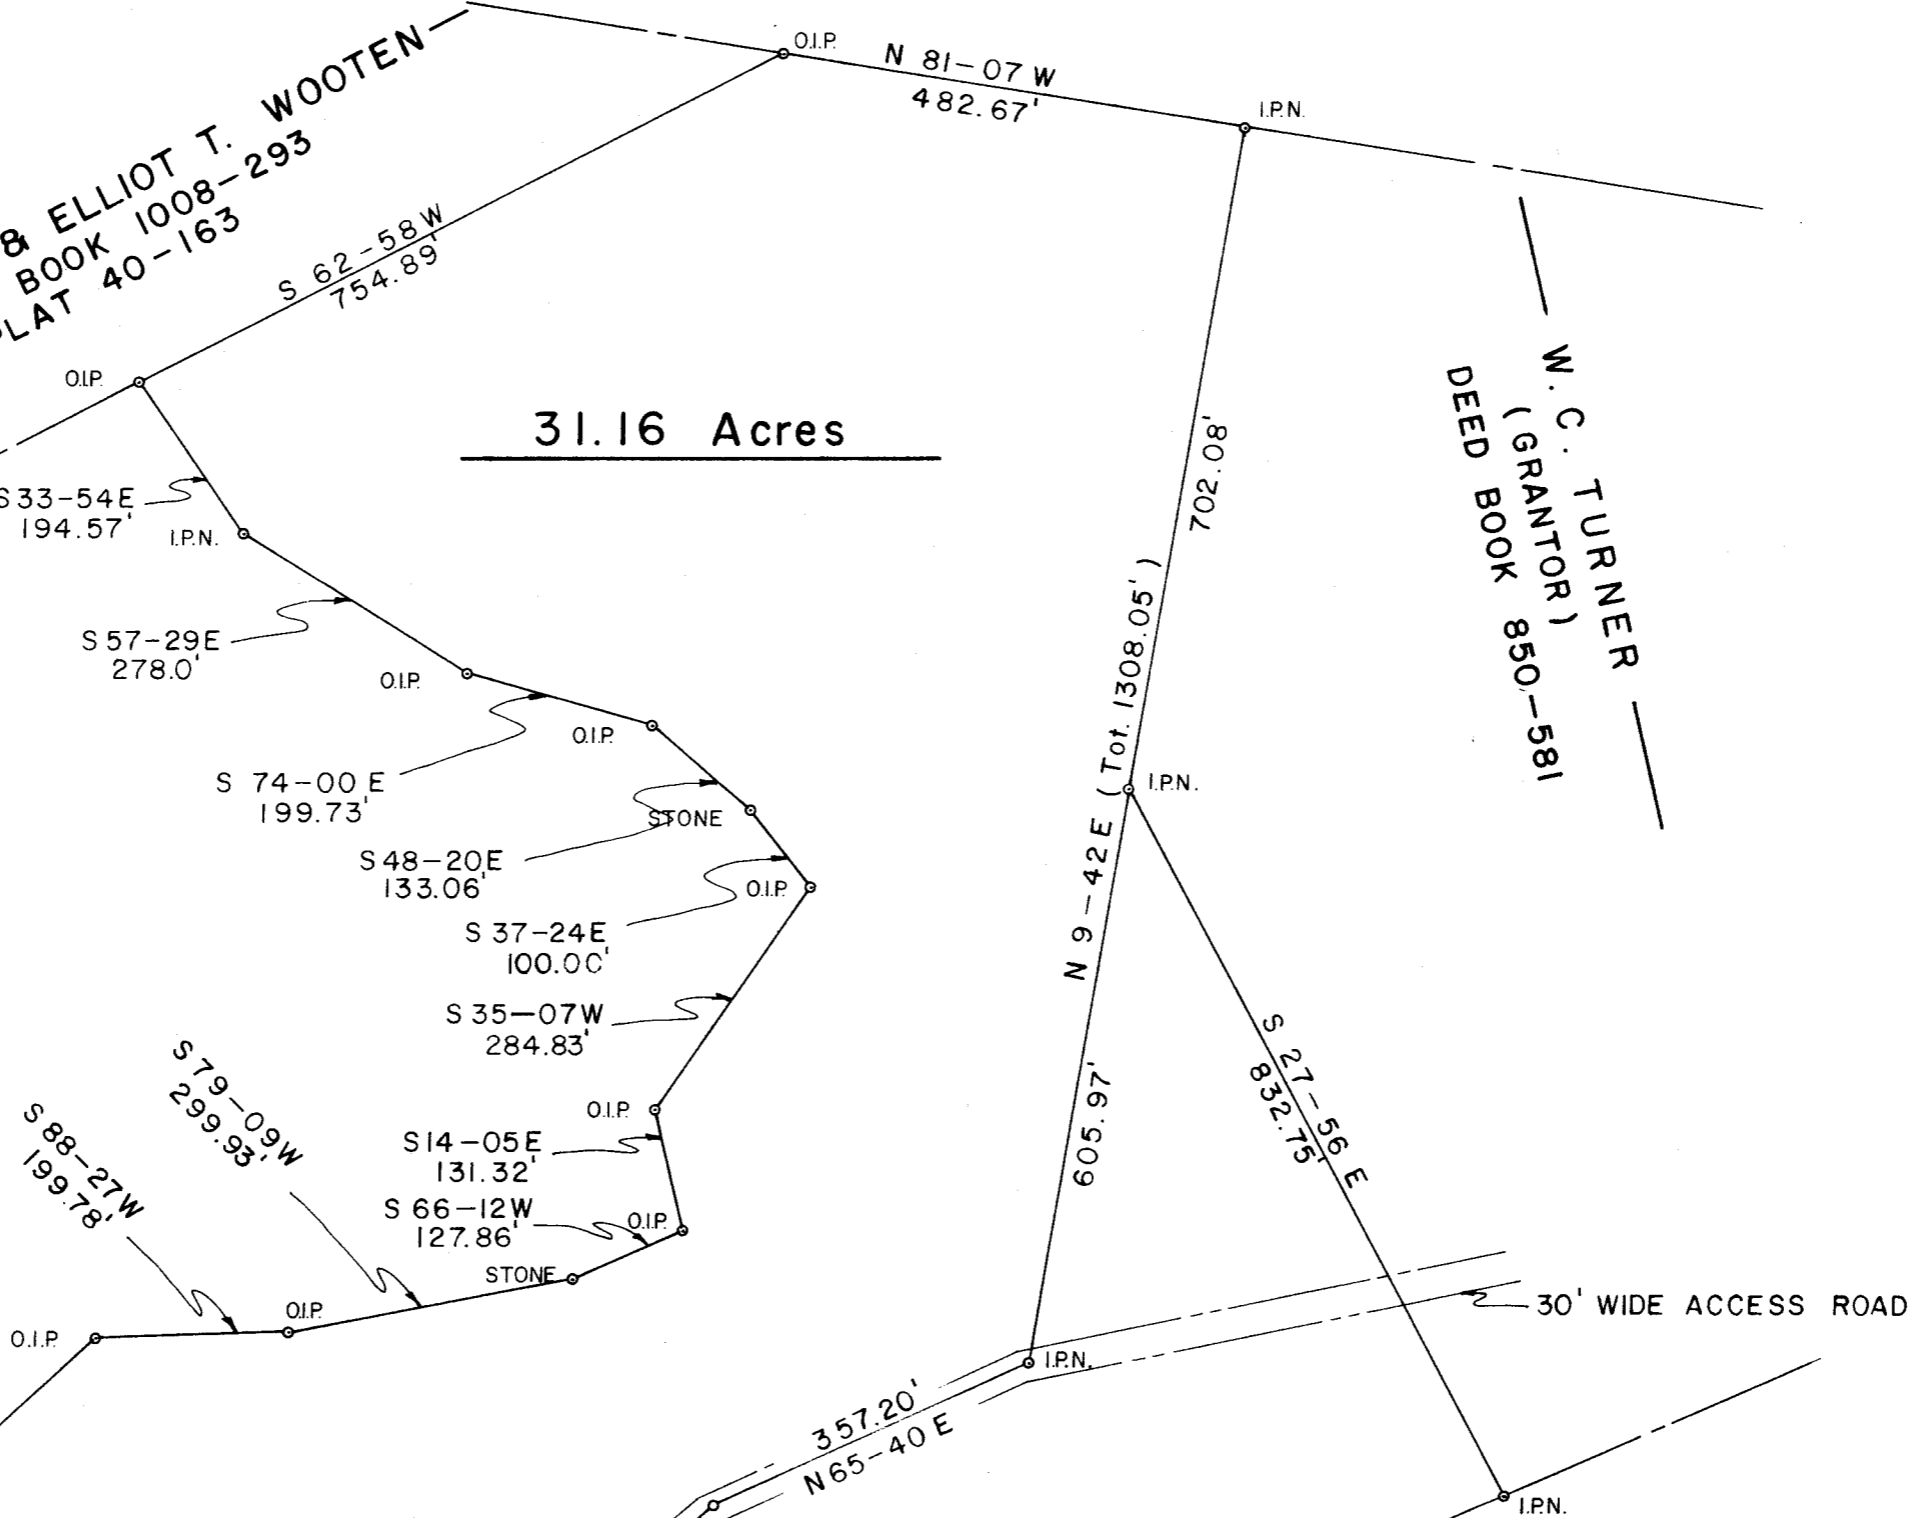 O.I.P.
N 81-07 W
482.67'
I.P.N.
& ELLIOT T. WOOTEN
BOOK 1008-293
PLAT 40-163
S 62-58 W
754.89'
O.I.P.
31.16 Acres
S 33-54 E
194.57'
I.P.N.
702.08'
W. C. TURNER
(GRANTOR)
DEED BOOK 850-581
S 57-29 E
278.0'
O.I.P.
O.I.P.
S 74-00 E
199.73'
STONE
N 9-42 E (Tot. 1308.05')
I.P.N.
S 48-20 E
133.06'
O.I.P.
S 37-24 E
100.00'
S 35-07 W
284.83'
S 79-09 W
299.93'
S 88-27 W
199.78'
O.I.P.
S 14-05 E
131.32'
S 66-12 W
127.86'
O.I.P.
605.97'
S 27-56 E
832.75'
STONE
O.I.P.
O.I.P.
30' WIDE ACCESS ROAD
I.P.N.
357.20'
N 65-40 E
I.P.N.